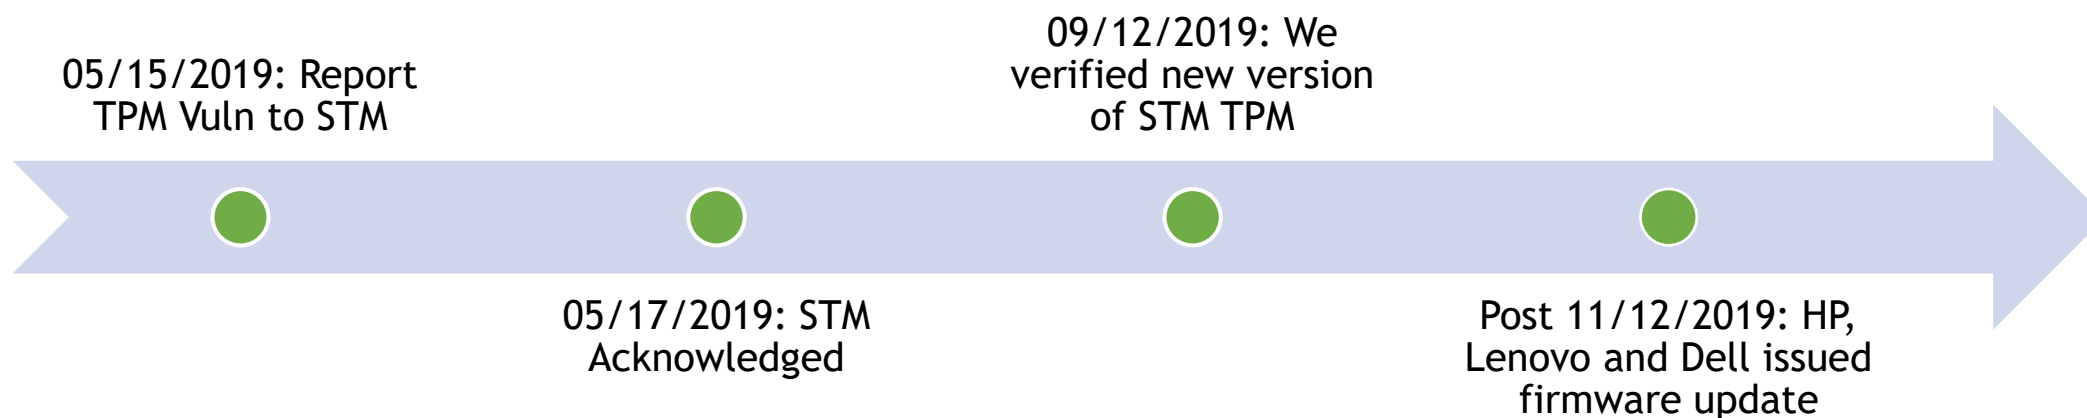 05/15/2019: Report
TPM Vuln to STM
05/17/2019: STM
Acknowledged
09/12/2019: We
verified new version
of STM TPM
Post 11/12/2019: HP,
Lenovo and Dell issued
firmware update